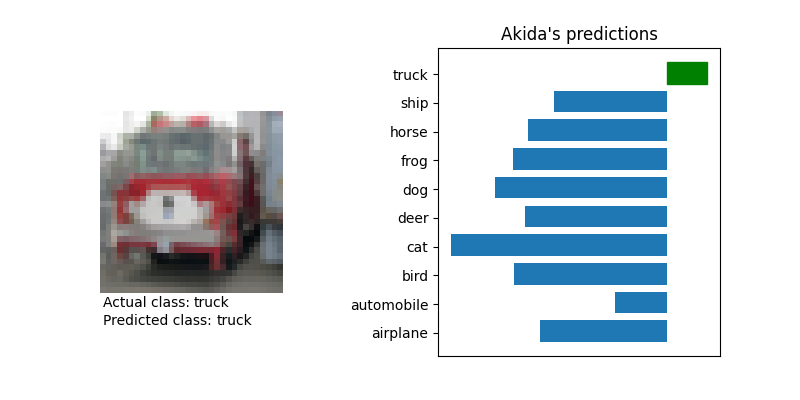 Akida's predictions
truck
ship
horse
frog
dog
deer
cat
bird
automobile
airplane
Actual class: truck
Predicted class: truck